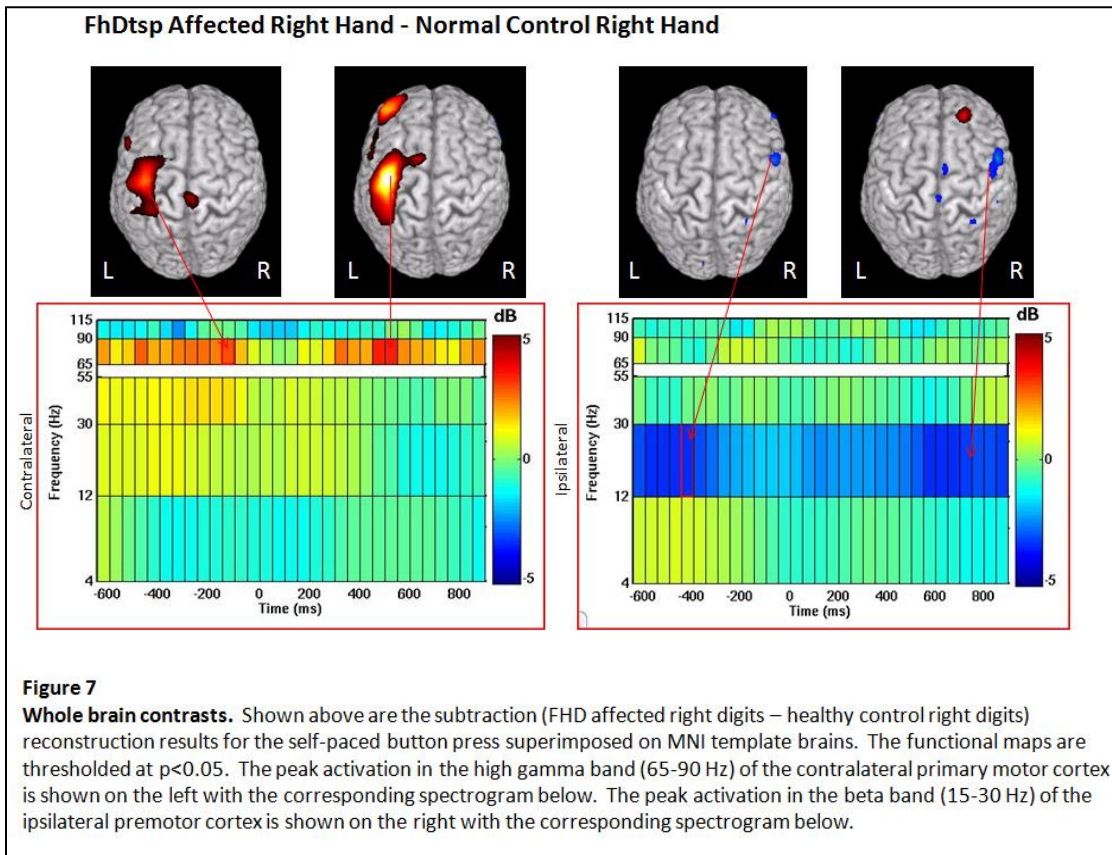 FhDtsp Affected Right Hand - Normal Control Right Hand
L R L R L R L R
dB dB
115 5 115 5
90 90
65 65
55 55
Contralateral Frequency (Hz) 30 0 Ipsilateral Frequency (Hz) 30 0
12 12
4 -5 4 -5
-600 -400 -200 0 200 400 600 800 -600 -400 -200 0 200 400 600 800
Time (ms) Time (ms)
Figure 7
Whole brain contrasts. Shown above are the subtraction (FHD affected right digits – healthy control right digits)
reconstruction results for the self-paced button press superimposed on MNI template brains. The functional maps are
thresholded at p<0.05. The peak activation in the high gamma band (65-90 Hz) of the contralateral primary motor cortex
is shown on the left with the corresponding spectrogram below. The peak activation in the beta band (15-30 Hz) of the
ipsilateral premotor cortex is shown on the right with the corresponding spectrogram below.